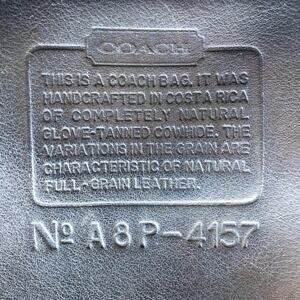 COACH
THIS IS A COACH BAG. IT WAS
HANDCRAFTED IN COSTA RICA
OF COMPLETELY NATURAL
GLOVE-TANNED COWHIDE. THE
VARIATIONS IN THE GRAIN ARE
CHARACTERISTIC OF NATURAL
FULL-GRAIN LEATHER.
Nº A8P-4157